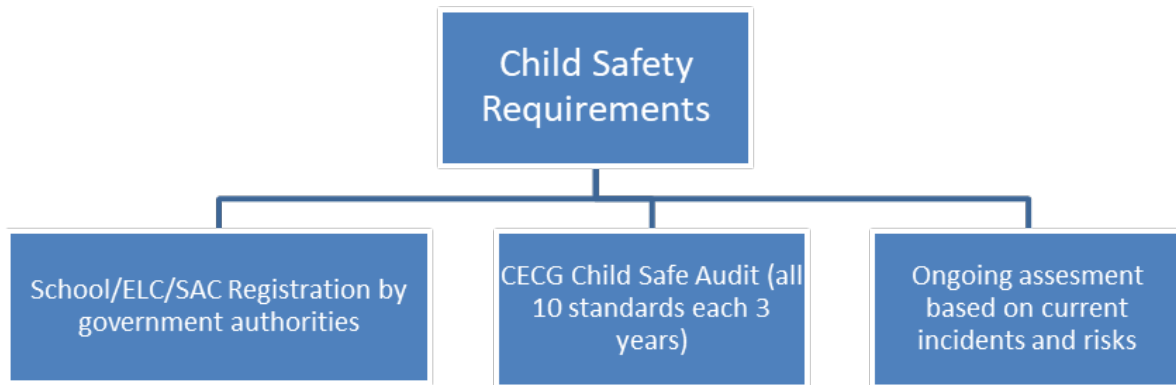 Child Safety
Requirements
School/ELC/SAC Registration by
government authorities
CECG Child Safe Audit (all
10 standards each 3
years)
Ongoing assesment
based on current
incidents and risks